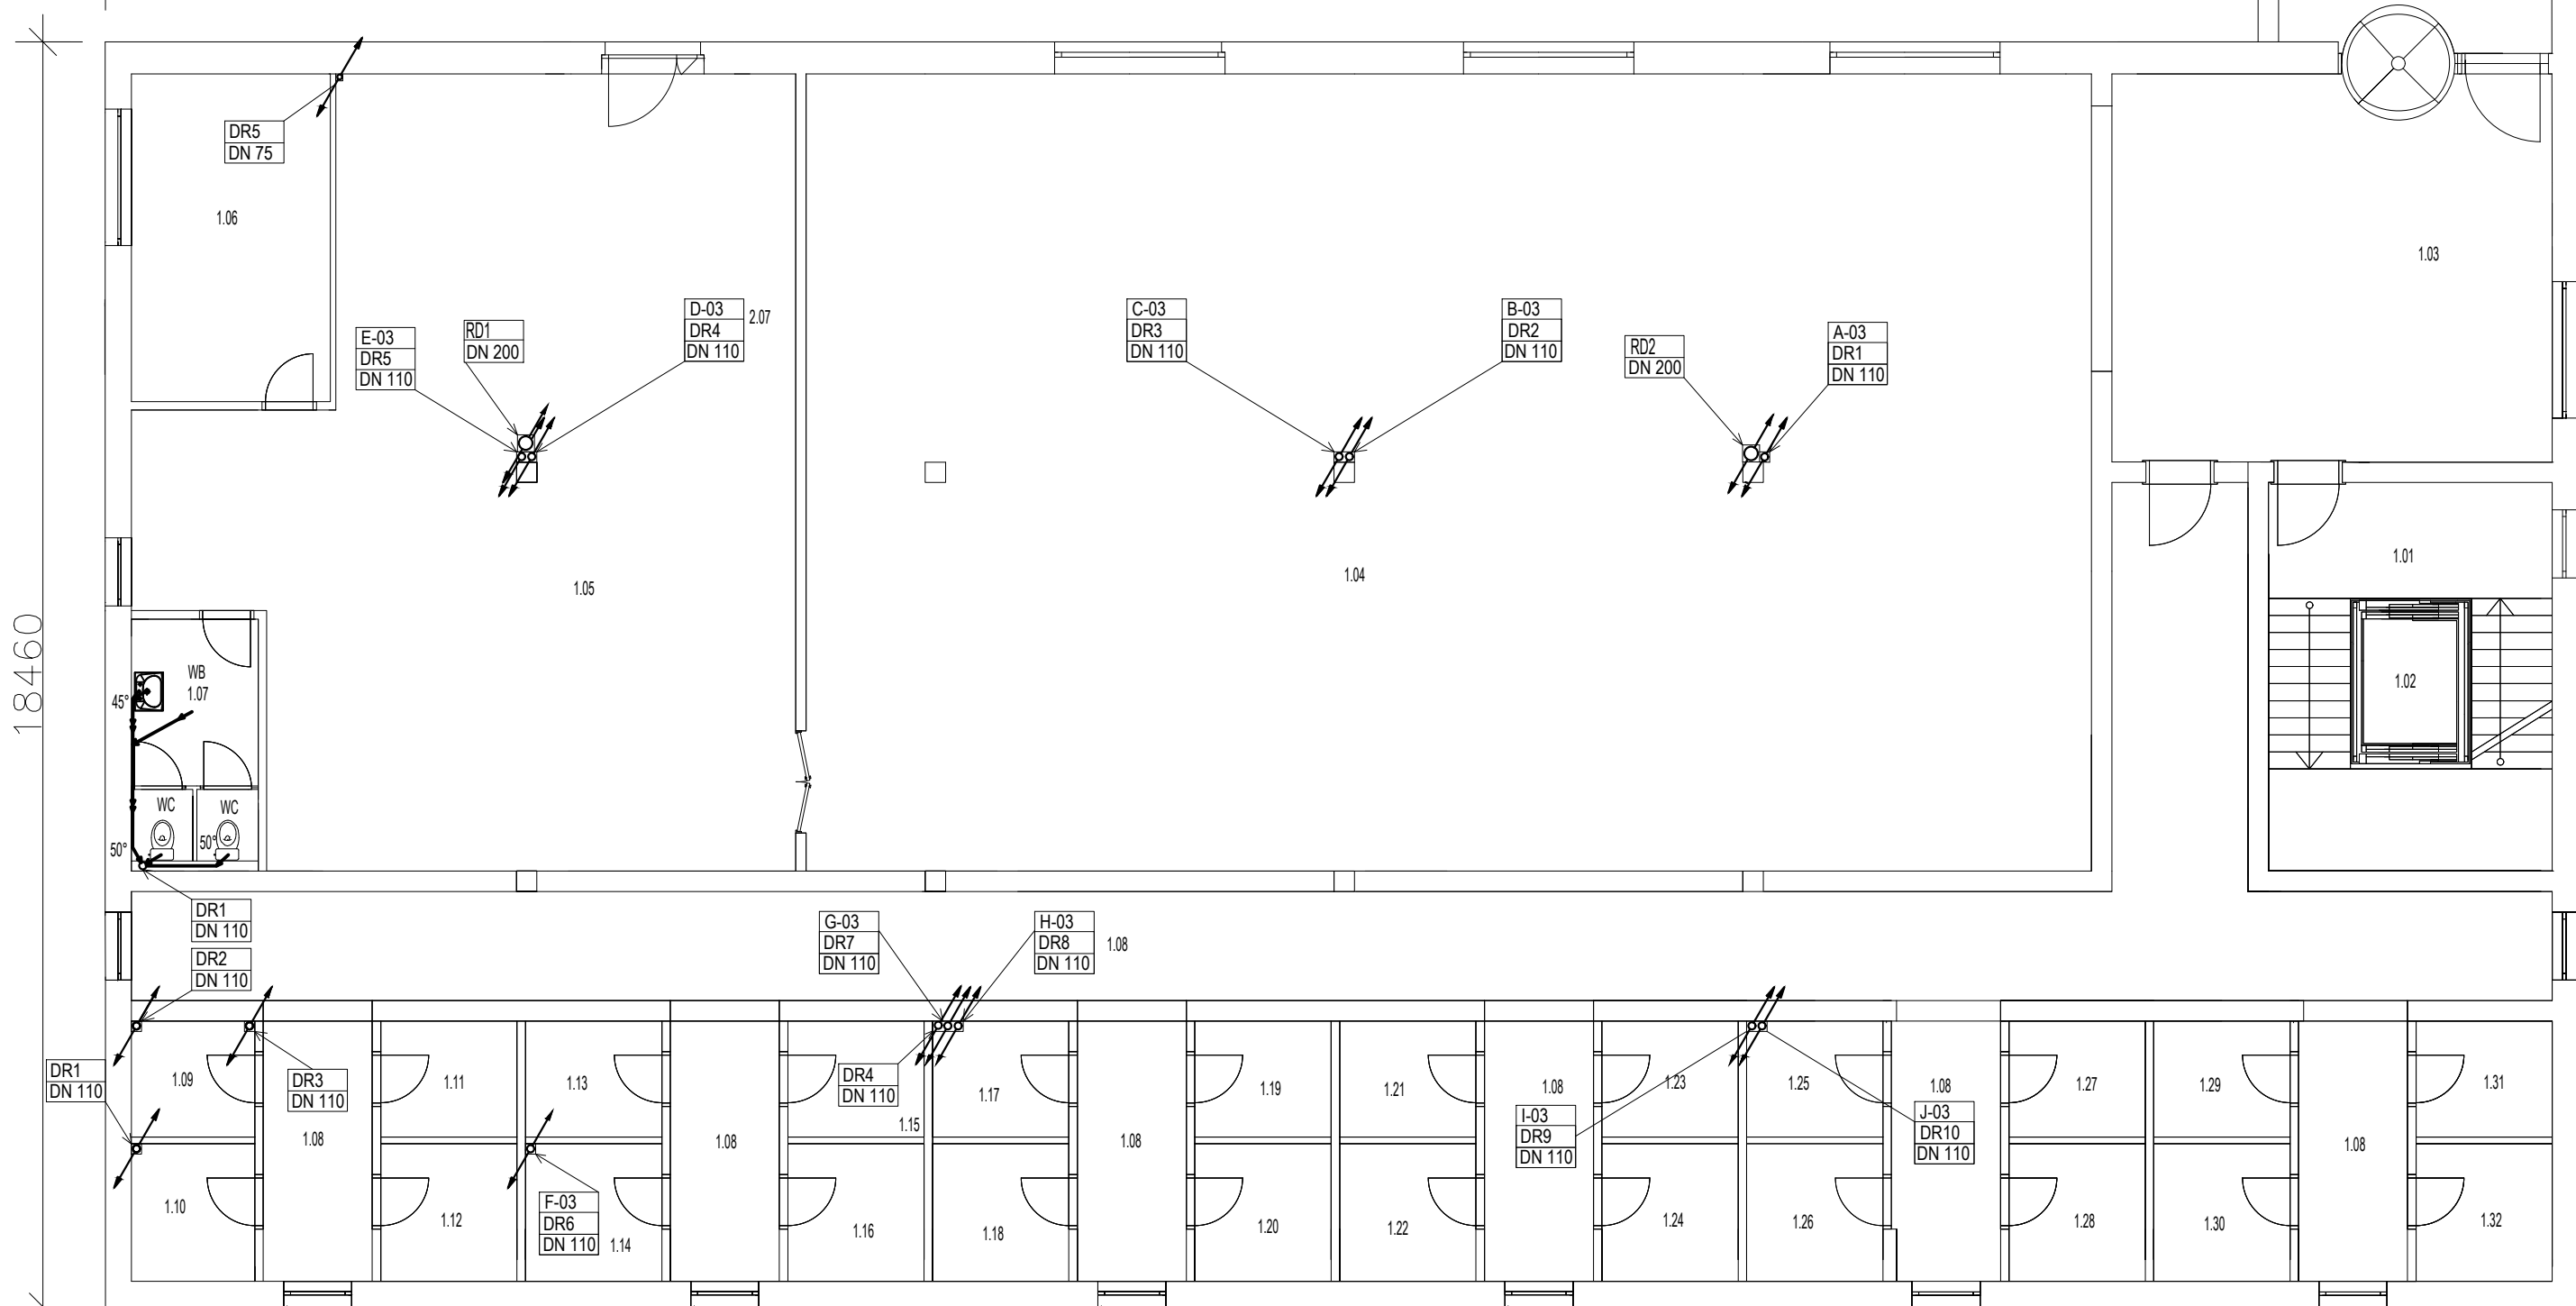 DR5
DN 75
1.06
1.03
E-03
DR5
DN 110
RD1
DN 200
D-03
DR4
DN 110
2.07
C-03
DR3
DN 110
B-03
DR2
DN 110
RD2
DN 200
A-03
DR1
DN 110
1.05
1.04
1.01
1.02
18460
WB
1.07
45°
WC
WC
50°
50°
DR1
DN 110
DR2
DN 110
G-03
DR7
DN 110
H-03
DR8
DN 110
1.08
DR1
DN 110
1.09
DR3
DN 110
1.11
1.13
DR4
DN 110
1.15
1.17
1.19
1.21
1.08
1.23
1.25
1.08
1.27
1.29
1.31
1.08
1.08
1.08
I-03
DR9
DN 110
J-03
DR10
DN 110
1.08
1.10
1.12
F-03
DR6
DN 110
1.14
1.16
1.18
1.20
1.22
1.24
1.26
1.28
1.30
1.32